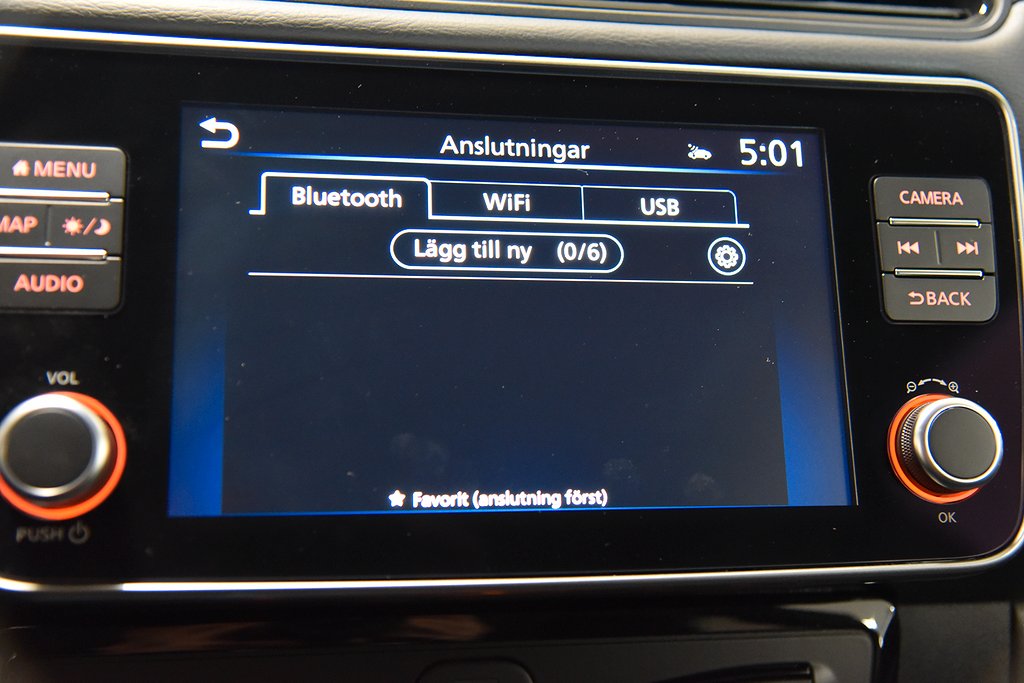 Anslutningar
5:01
MENU
MAP
AUDIO
Bluetooth
WiFi
USB
CAMERA
BACK
Lägg till ny (0/6)
VOL
PUSH
Favorit (anslutning först)
OK